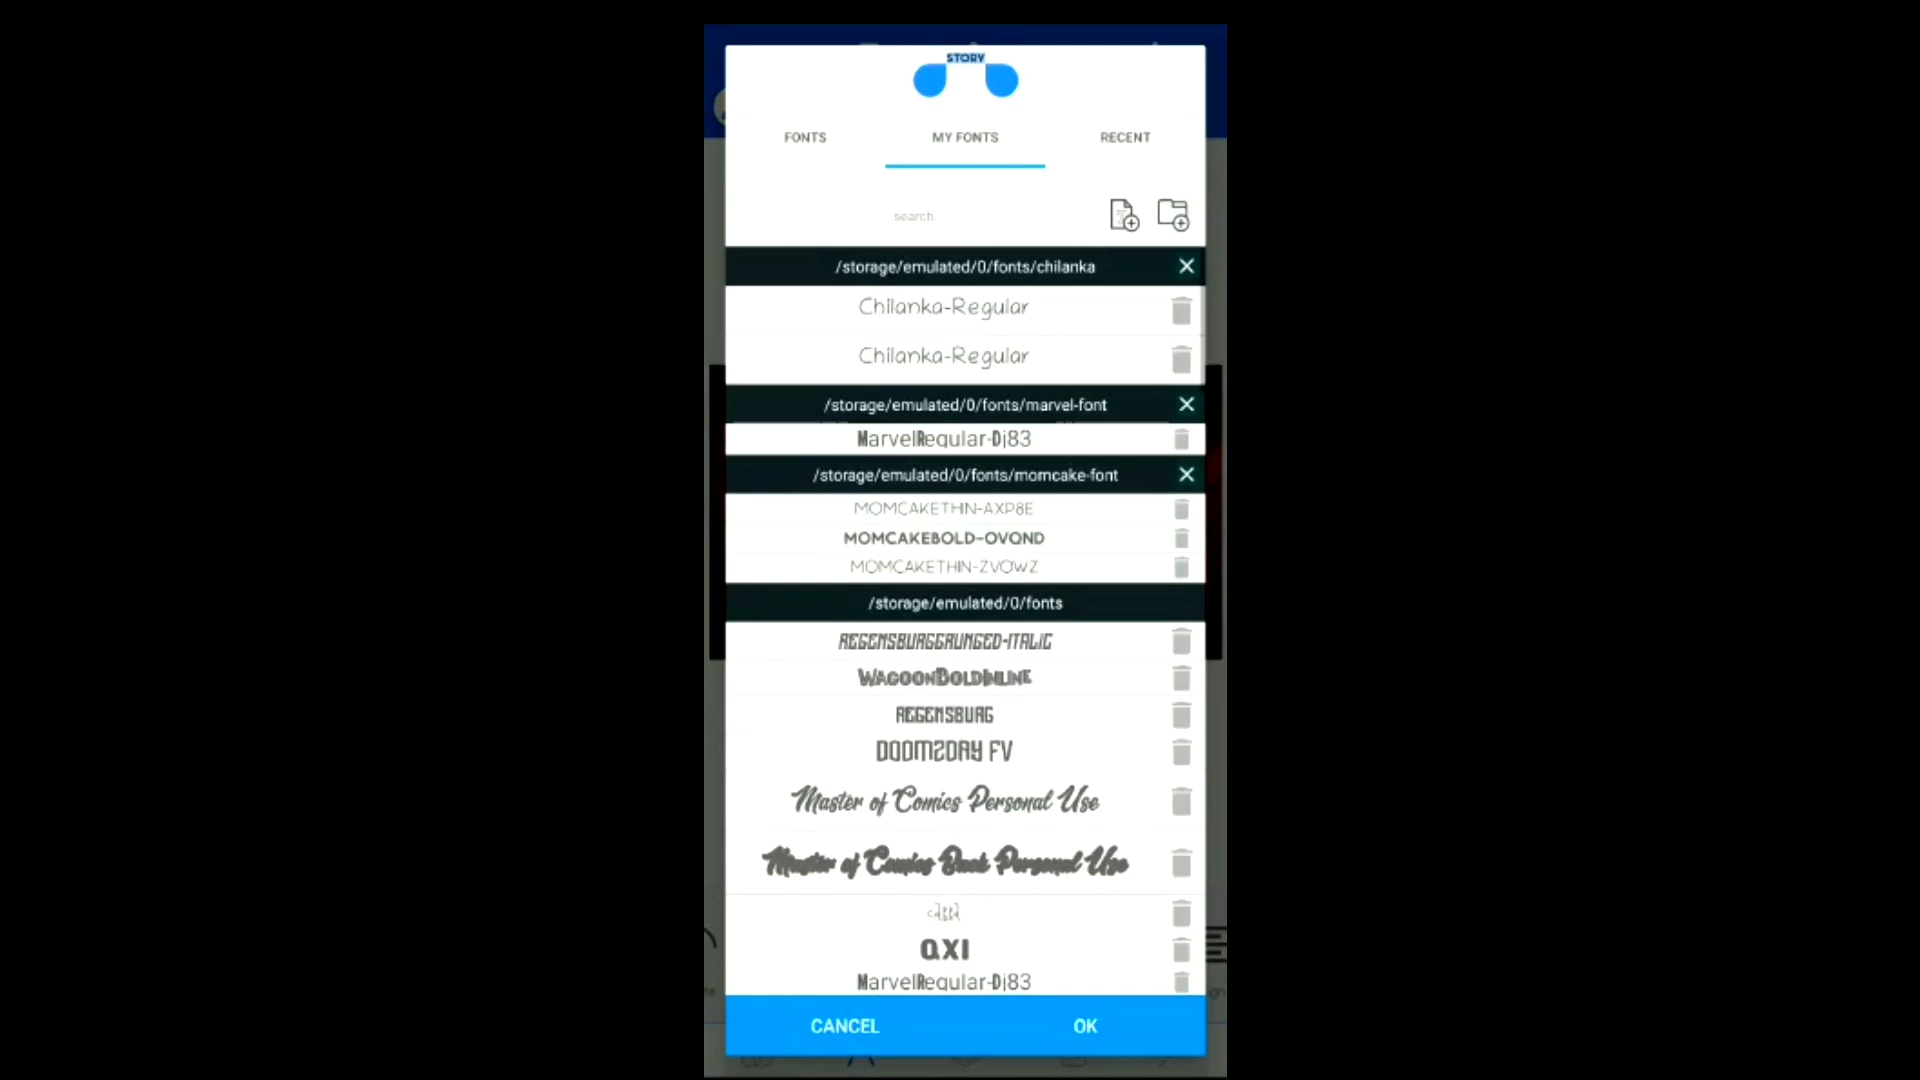 STORY
FONTS MY FONTS RECENT
search
/storage/emulated/0/fonts/chilanka
Chilanka-Regular
Chilanka-Regular
/storage/emulated/0/fonts/marvel-font
MarvelRegular-Dj83
/storage/emulated/0/fonts/momcake-font
MOMCAKETHIN-AXP8E
MOMCAKEBOLD-OVQND
MOMCAKETHIN-ZVOWZ
/storage/emulated/0/fonts
REGENSBURGGRUNGED-ITALIC
WAGOONBOLDINLINE
REGENSBURG
DOOMZDAY FV
Master of Comics Personal Use
Master of Comics Back Personal Use
QXI
MarvelRegular-Dj83
CANCEL OK